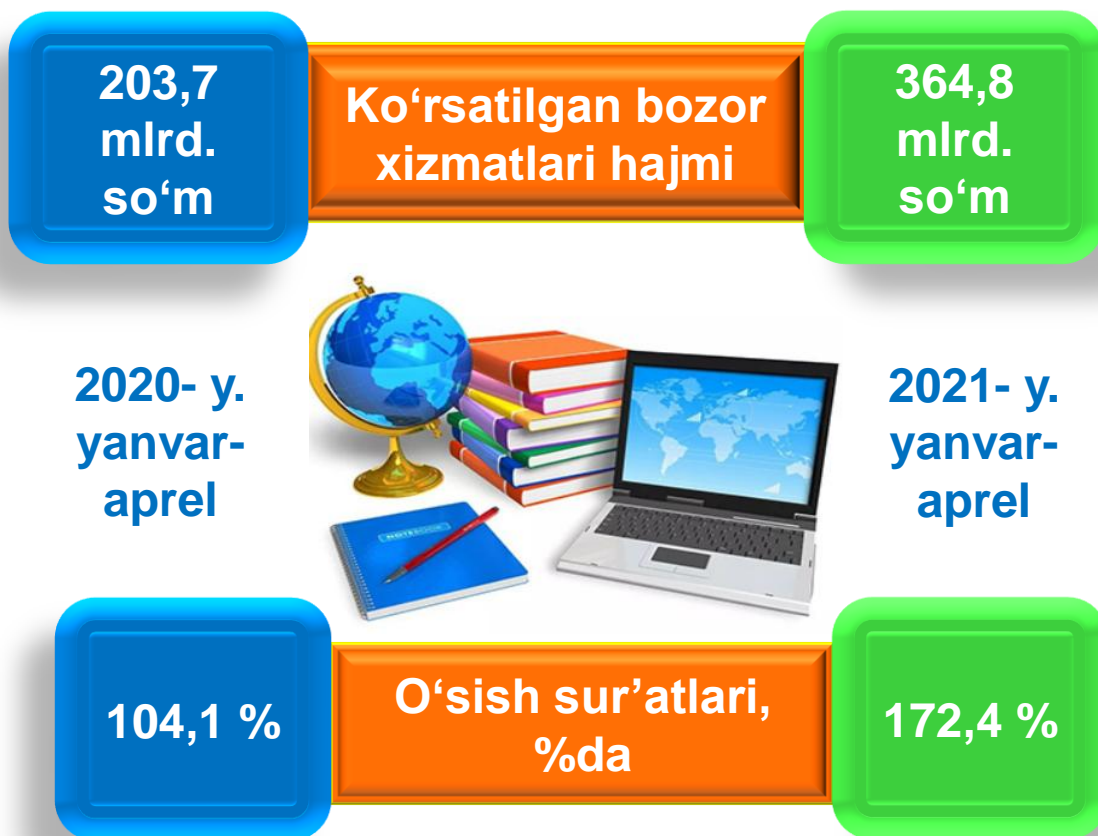 203,7
mlrd.
so‘m
Ko‘rsatilgan bozor
xizmatlari hajmi
364,8
mlrd.
so‘m
2020- y.
yanvar-
aprel
NOTEBOOK
2021- y.
yanvar-
aprel
104,1 %
O‘sish sur’atlari,
%da
172,4 %